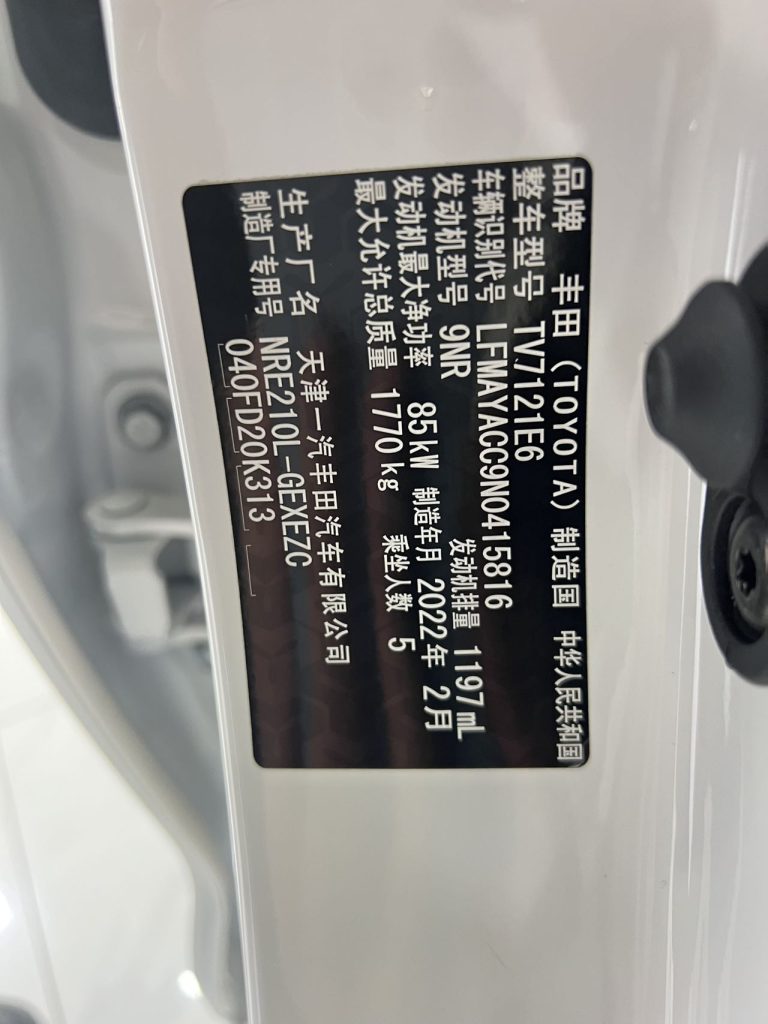 品牌 丰田(TOYOTA) 制造国 中华人民共和国
整车型号 TV7121E6
车辆识别代号 LFMAYACC9N0415816
发动机型号 9NR 发动机排量 1197mL
发动机最大净功率 85kW 制造年月 2022年 2月
最大允许总质量 1770kg 乘坐人数 5
生产厂名 天津一汽丰田汽车有限公司
制造厂专用号 NRE210L-GEXEZC
040FD20K313